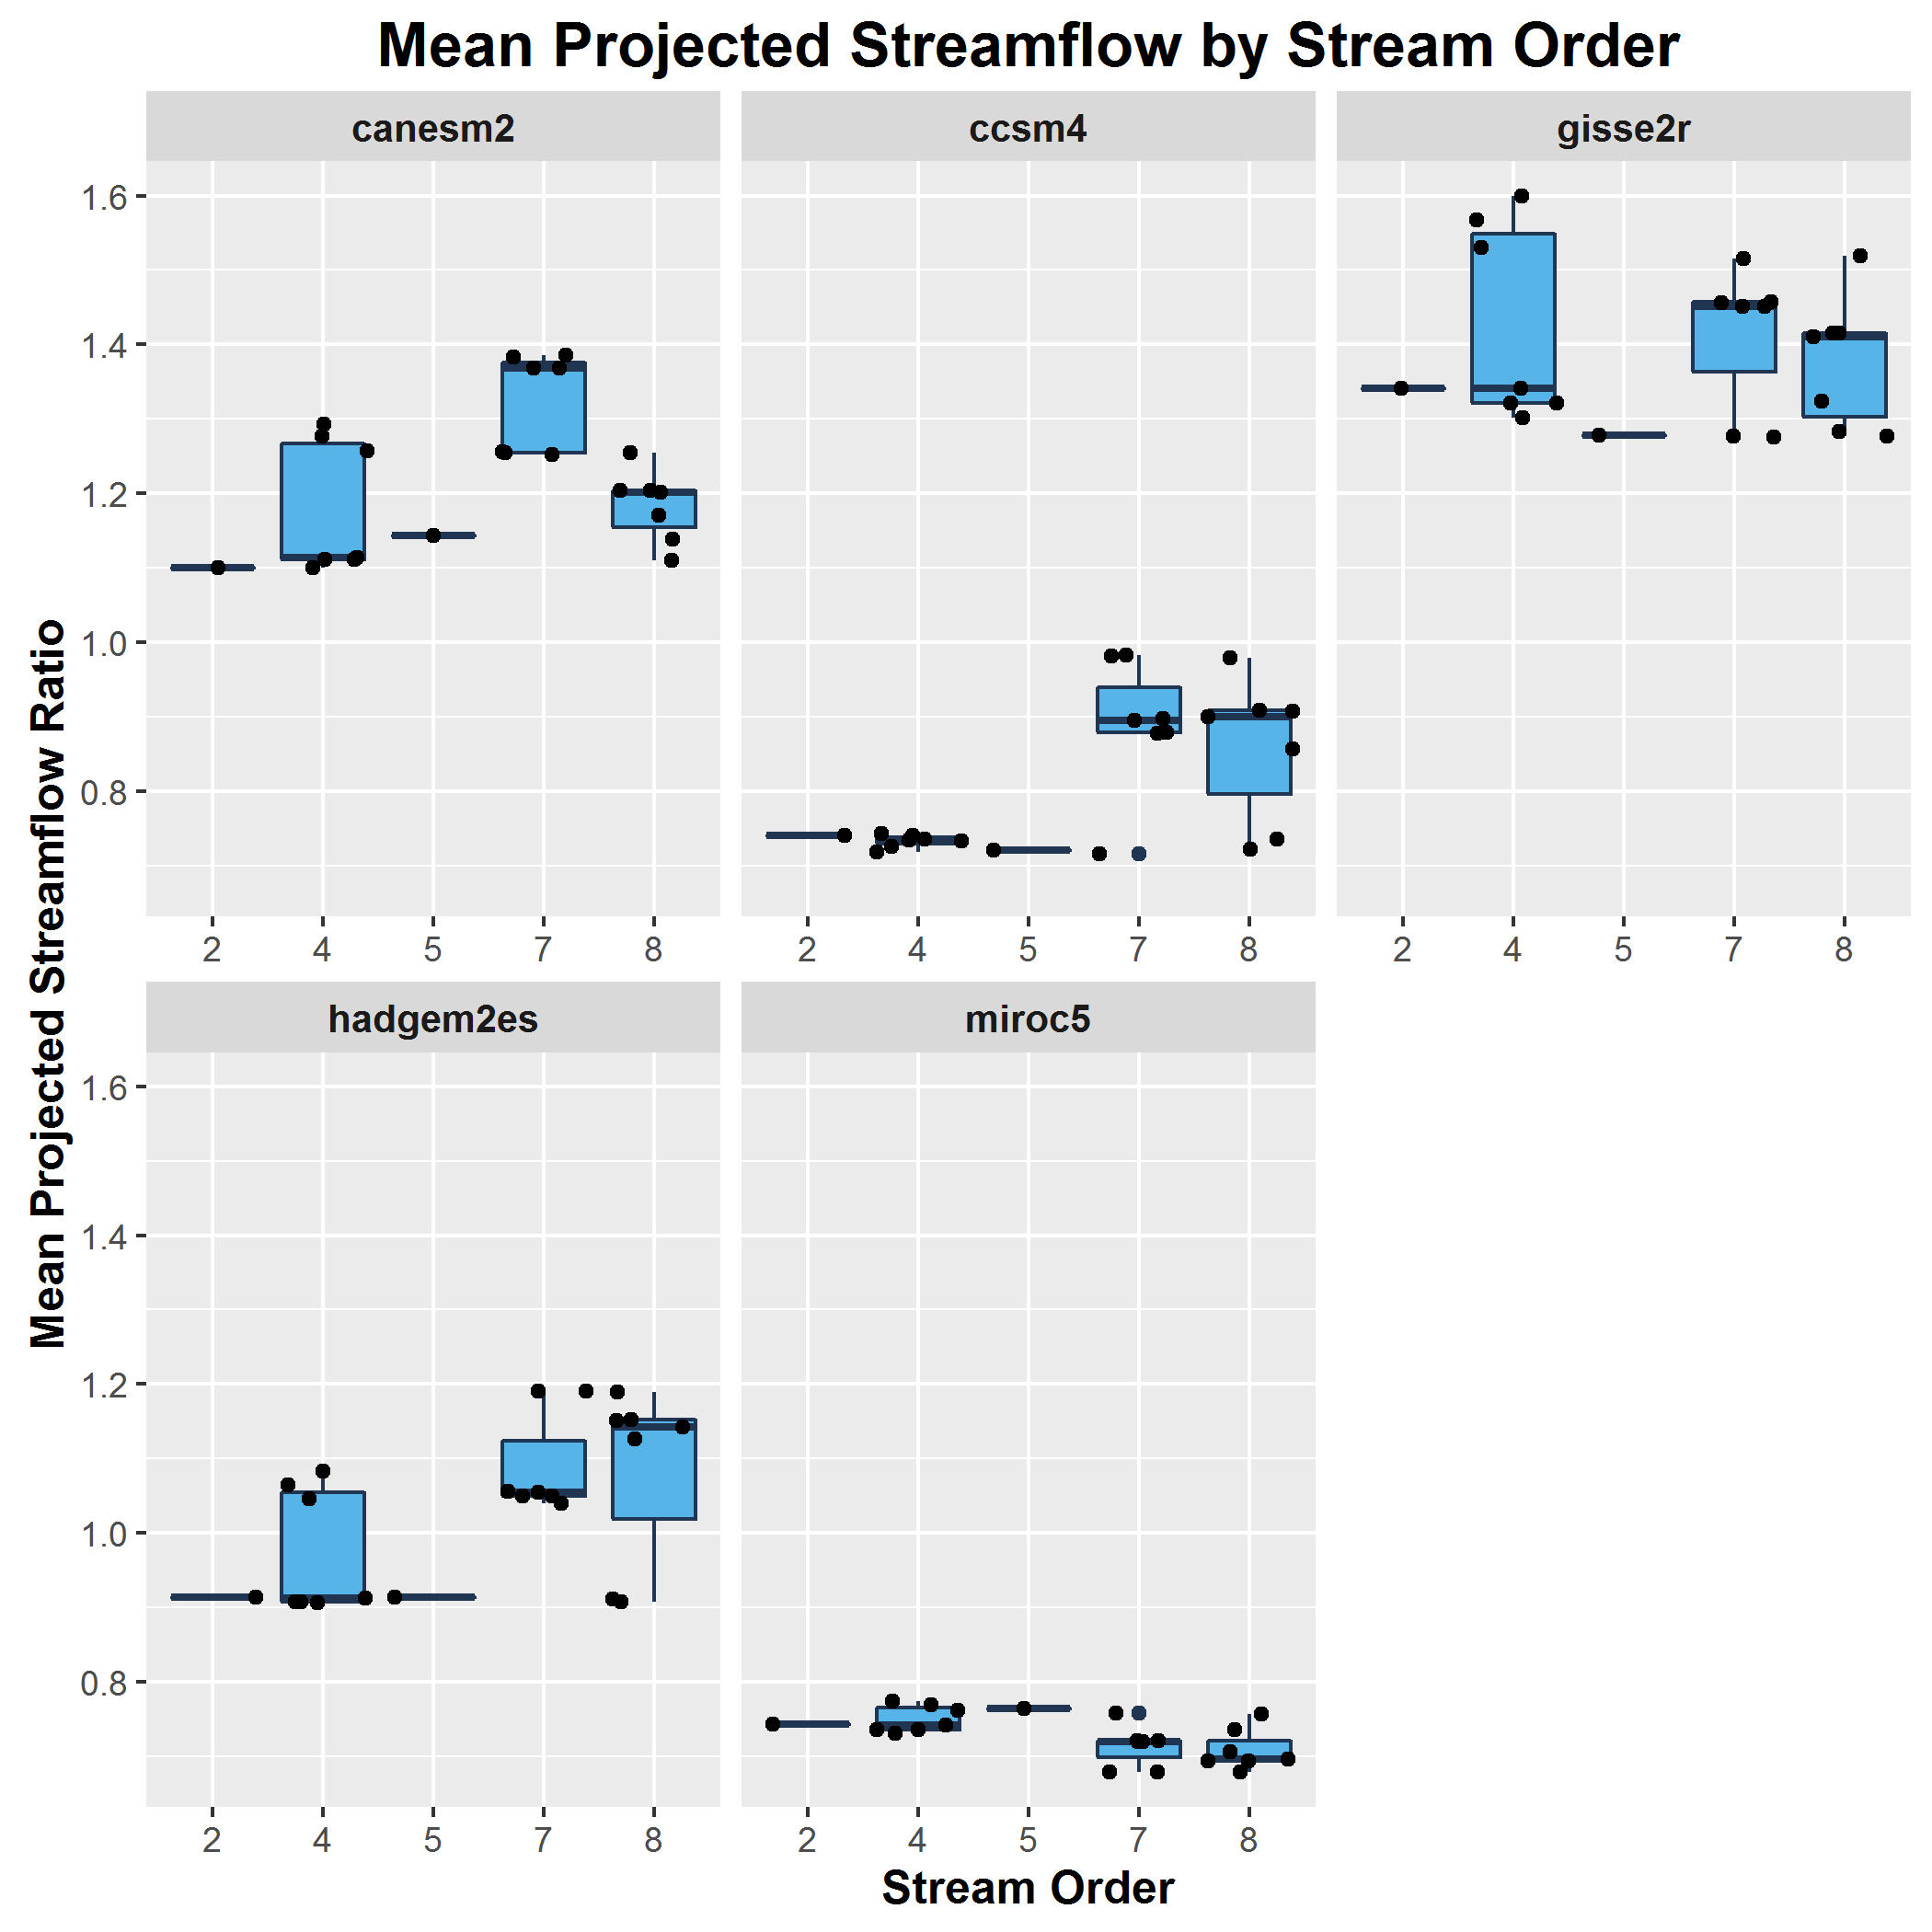 Mean Projected Streamflow by Stream Order
canesm2 ccsm4 gisse2r
1.6
1.4
1.2
1.0
0.8
2 4 5 7 8 2 4 5 7 8 2 4 5 7 8
Mean Projected Streamflow Ratio
hadgem2es miroc5
1.6
1.4
1.2
1.0
0.8
2 4 5 7 8 2 4 5 7 8
Stream Order